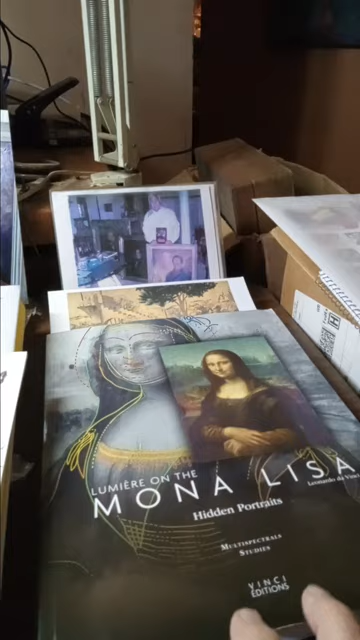 LUMIÈRE ON THE
MONA LISA
Leonardo da Vinci
Hidden Portraits
MULTISPECTRALS
STUDIES
VINCI
EDITIONS